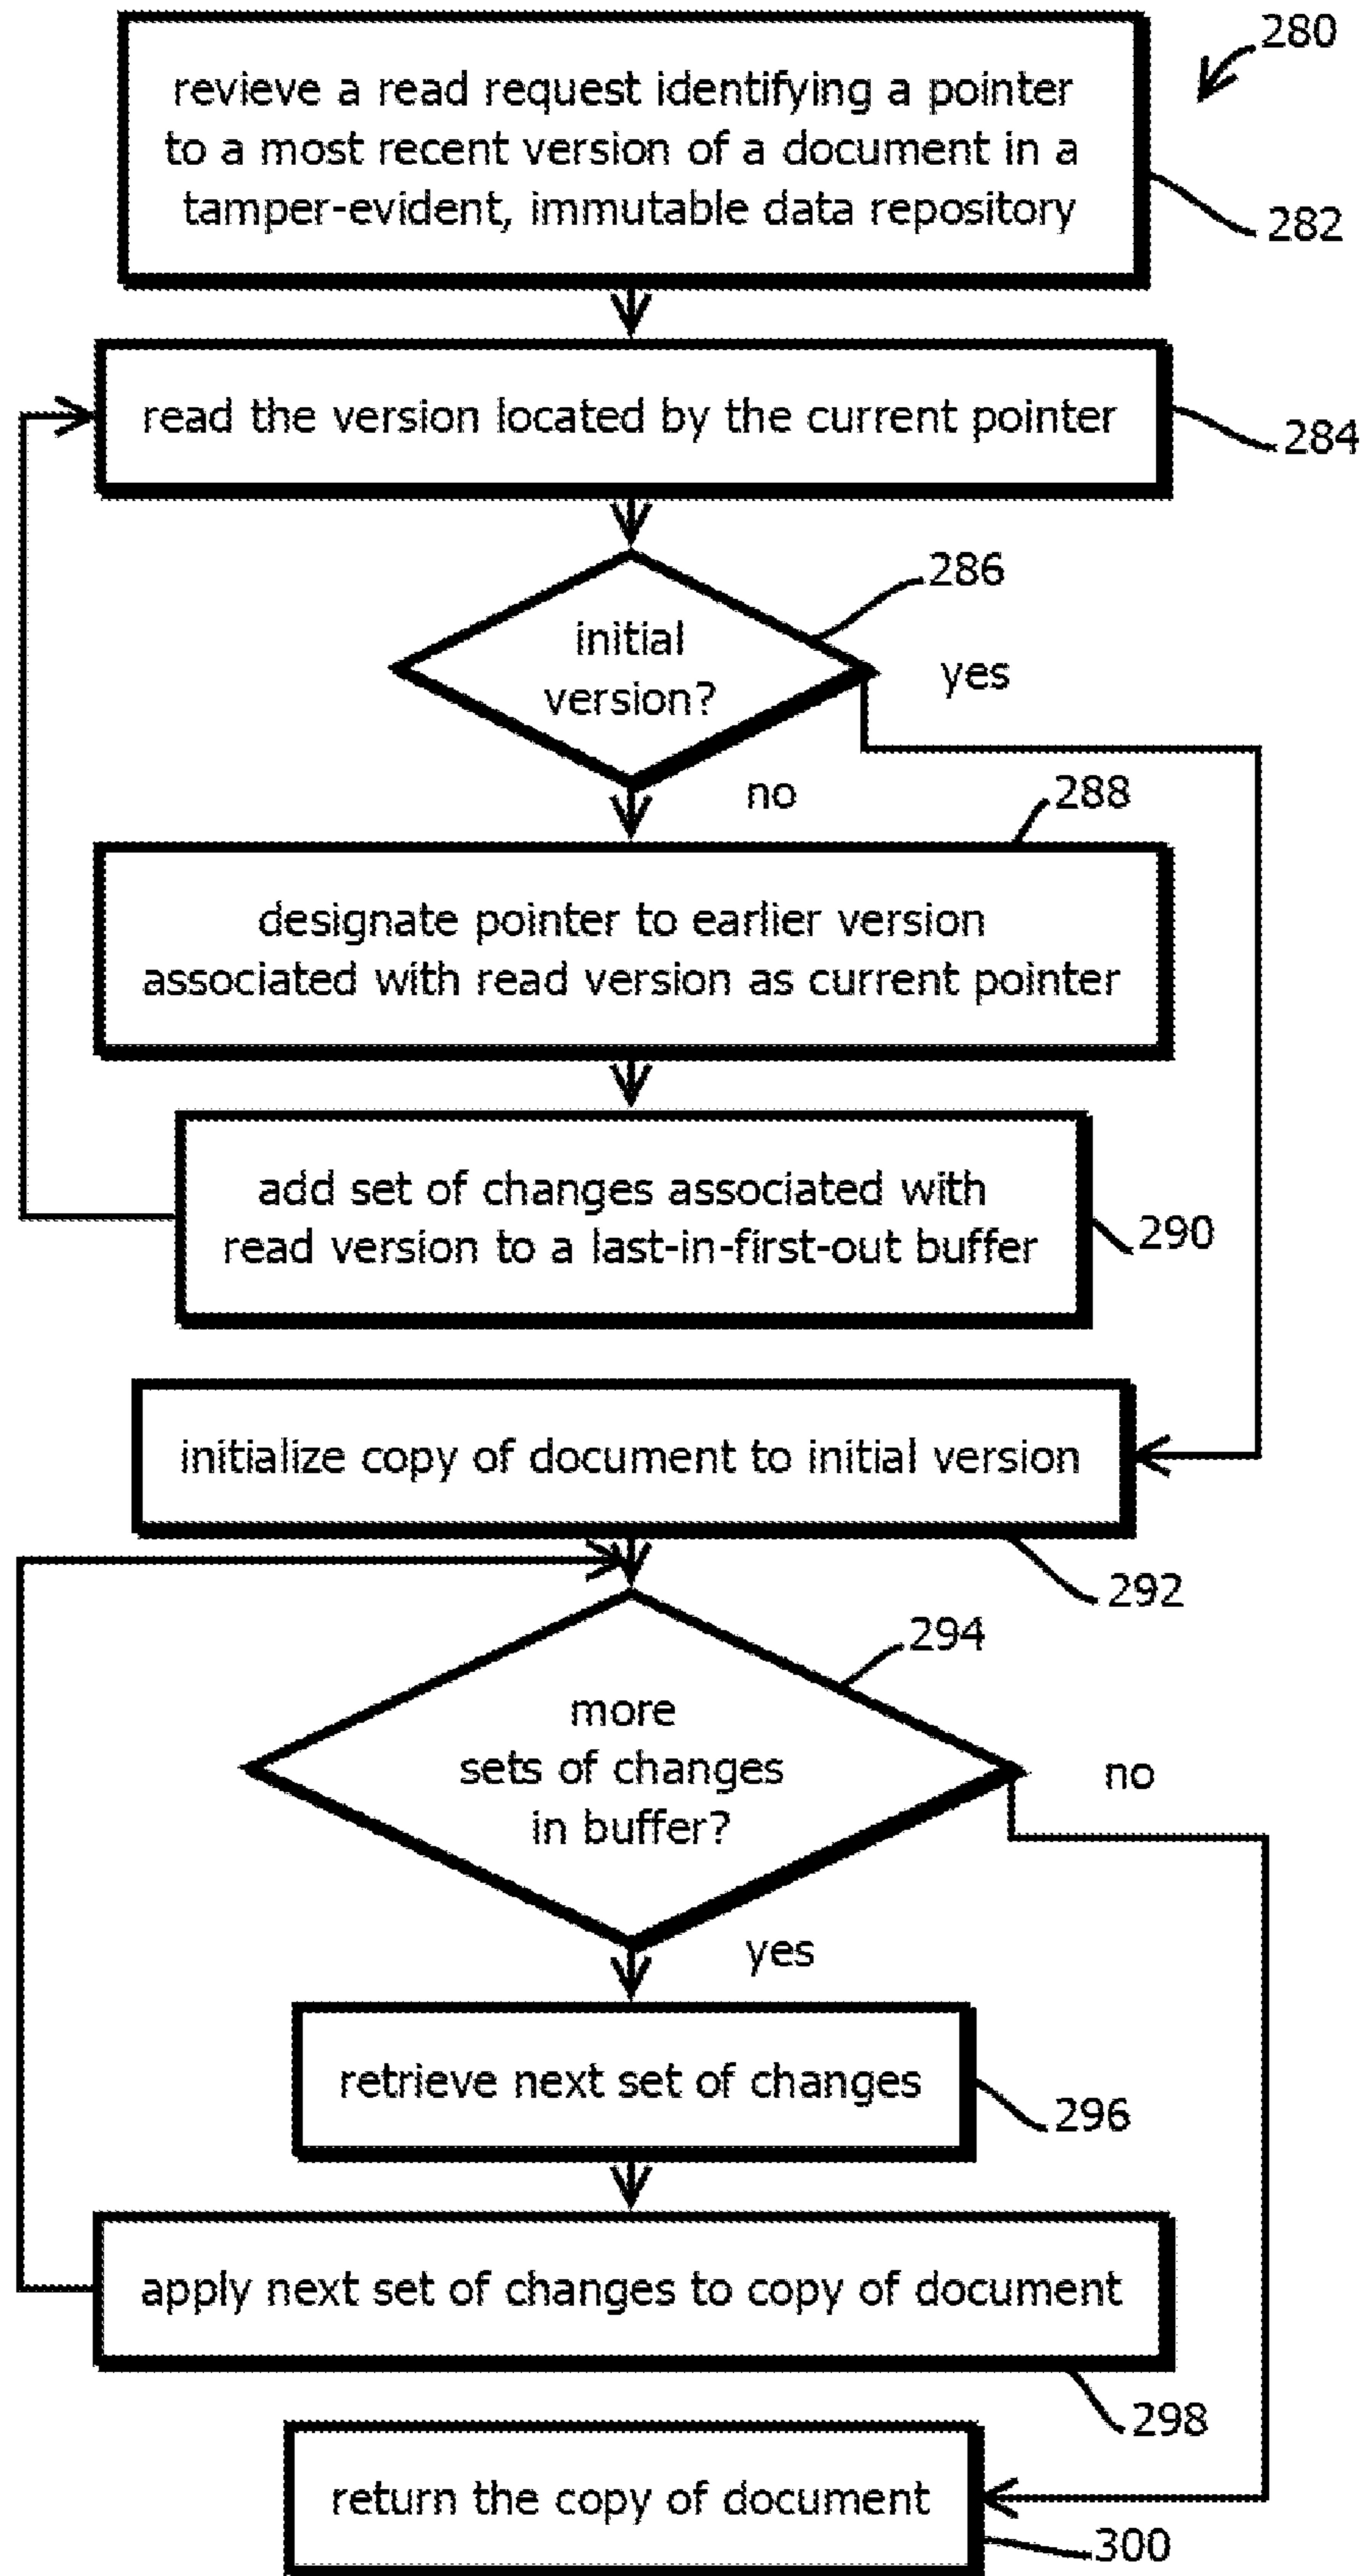 280
revieve a read request identifying a pointer
to a most recent version of a document in a
tamper-evident, immutable data repository
282
read the version located by the current pointer
284
286
initial
version?
yes
no
288
designate pointer to earlier version
associated with read version as current pointer
add set of changes associated with
read version to a last-in-first-out buffer
290
initialize copy of document to initial version
292
294
more
sets of changes
in buffer?
no
yes
retrieve next set of changes
296
apply next set of changes to copy of document
298
return the copy of document
300